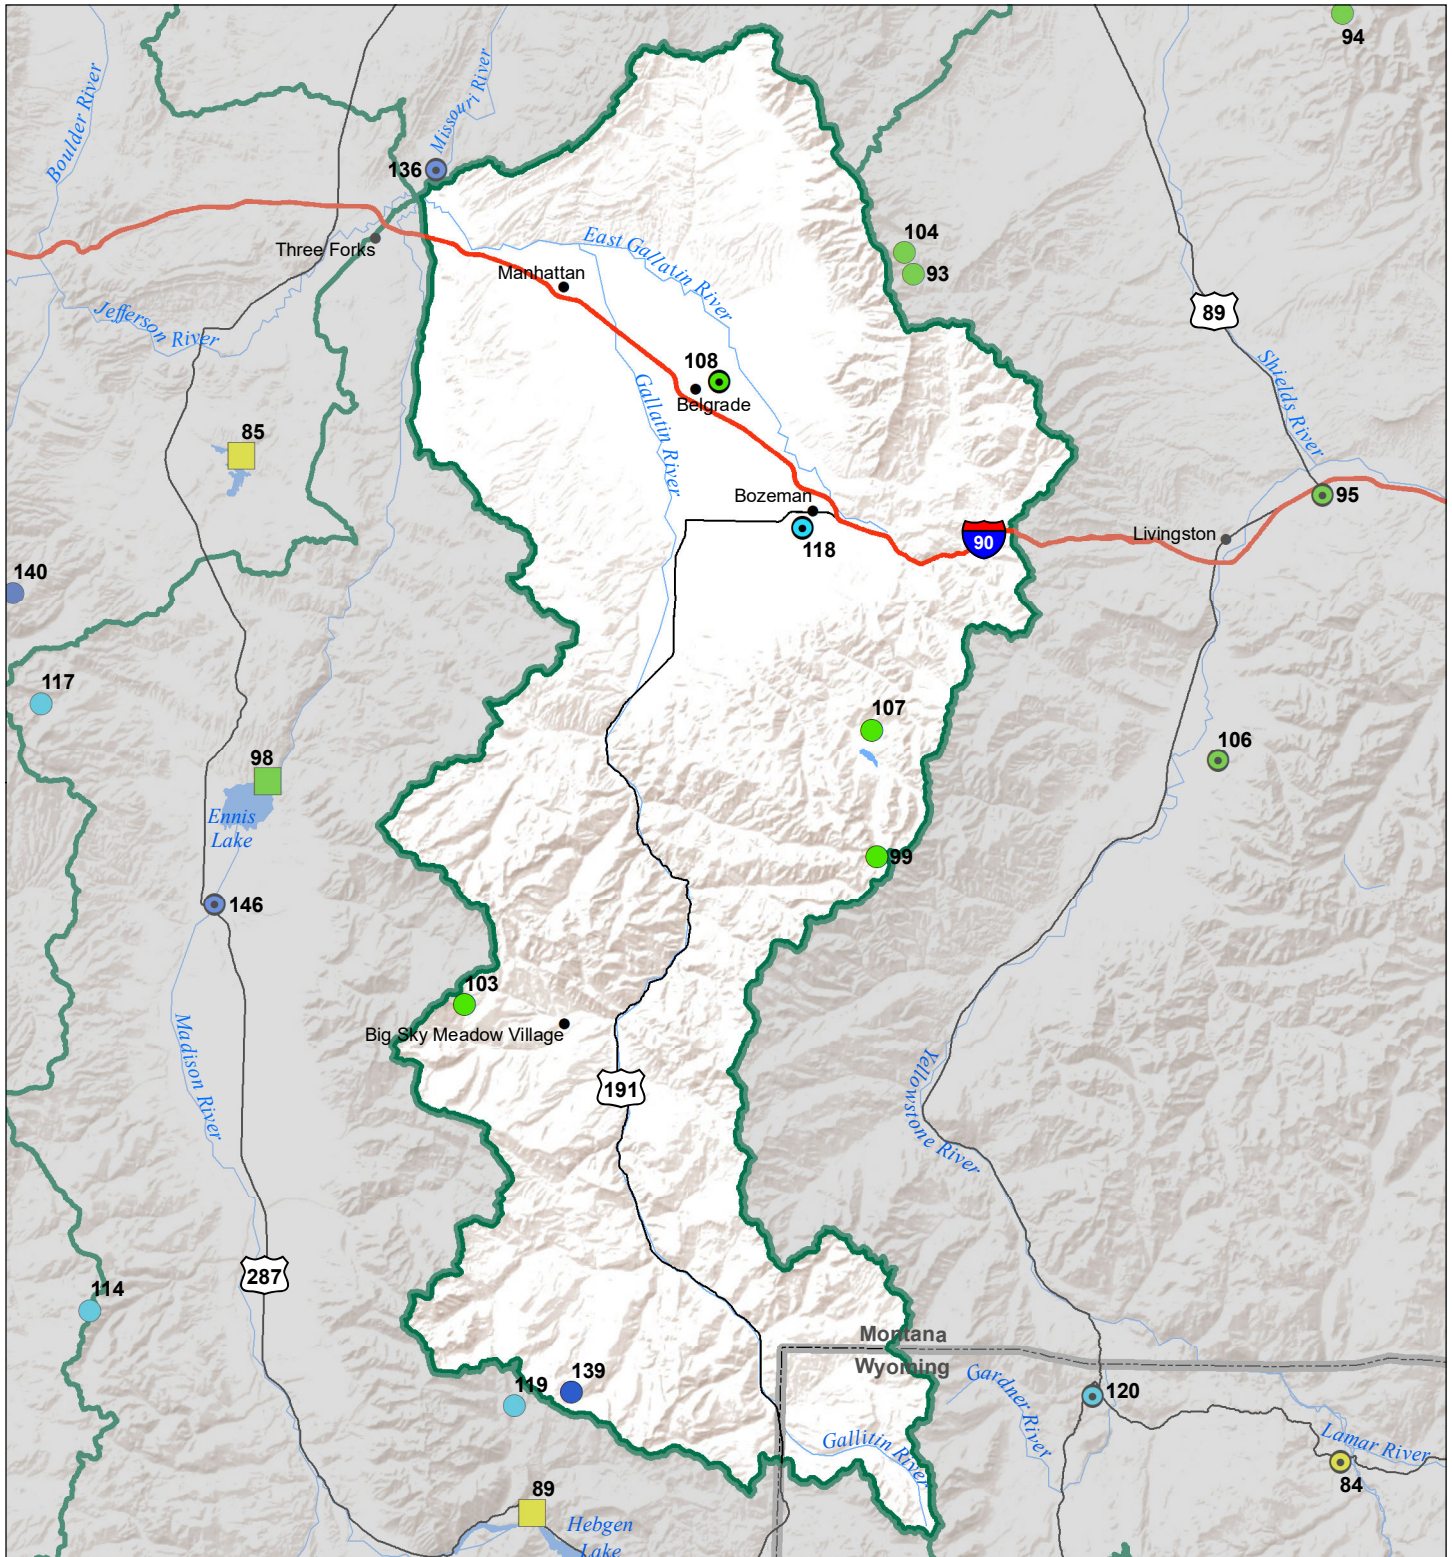 94
Missouri River
Boulder River
136
104
93
East Gallatin River
Three Forks
Manhattan
89
Jefferson River
108
Belgrade
Gallatin River
Shields River
85
95
Bozeman
118
90
Livingston
140
117
107
106
98
Ennis
Lake
99
146
103
Big Sky Meadow Village
Madison River
191
Yellowstone River
287
114
Montana
Wyoming
Gardner River
119
139
120
Gallitin River
Lamar River
84
89
Hebgen
Lake